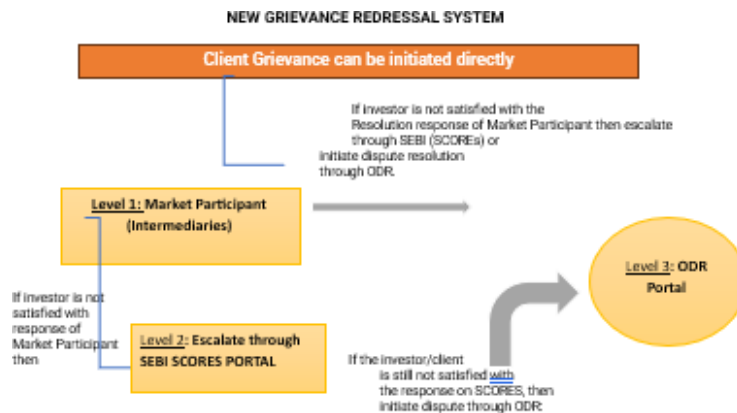 NEW GRIEVANCE REDRESSAL SYSTEM
Client Grievance can be initiated directly
If investor is not satisfied with the
Resolution response of Market Participant then escalate
through SEBI (SCOREs) or
initiate dispute resolution
through ODR.
Level 1: Market Participant
(Intermediaries)
Level 3: ODR
Portal
If investor is not
satisfied with
response of
Market Participant
then
Level 2: Escalate through
SEBI SCORES PORTAL
If the investor/client
is still not satisfied with
the response on SCORES, then
initiate dispute through ODR.